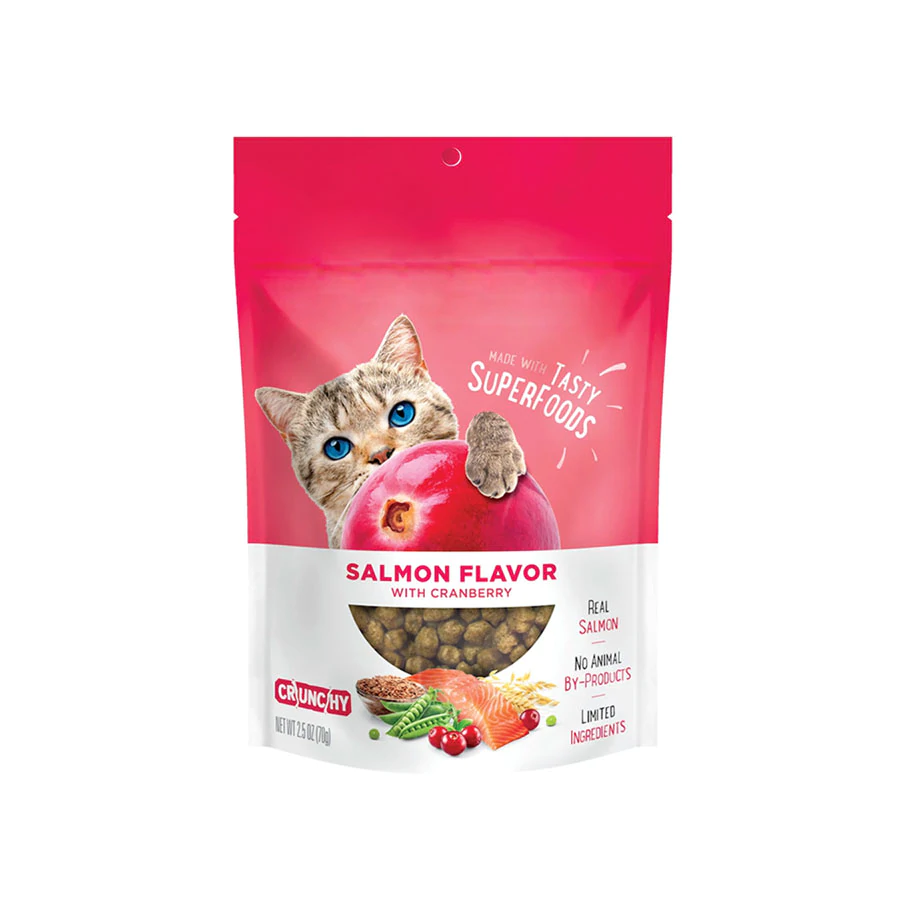 MADE WITH TASTY
SUPERFOODS
SALMON FLAVOR
WITH CRANBERRY
REAL
SALMON
NO ANIMAL
BY-PRODUCTS
LIMITED
INGREDIENTS
CRUNCHY
NET WT 2.5 OZ (70g)